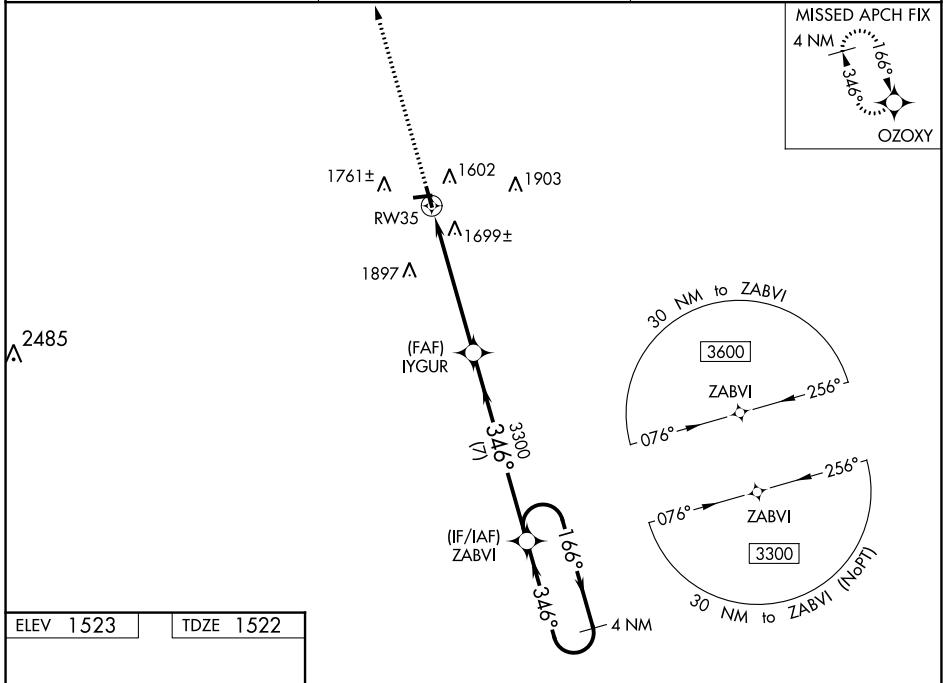 MISSED APCH FIX
4 NM
166°
346°
OZOXY
1761±
1602
1903
RW35
1699±
1897
2485
(FAF)
IYGUR
3300
346°
(7)
30 NM to ZABVI
3600
ZABVI
256°
076°
256°
076°
ZABVI
3300
30 NM to ZABVI (NoPT)
(IF/IAF)
ZABVI
166°
346°
4 NM
ELEV 1523
TDZE 1522